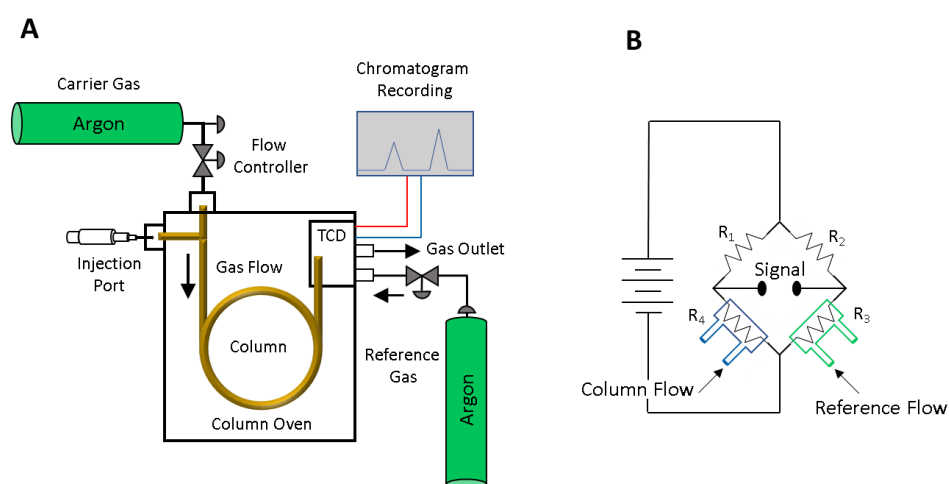 A
Carrier Gas
Argon
Flow
Controller
Injection
Port
Gas Flow
Column
Column Oven
TCD
Chromatogram
Recording
Gas Outlet
Reference
Gas
Argon
B
R1
R2
Signal
R4
R3
Column Flow
Reference Flow